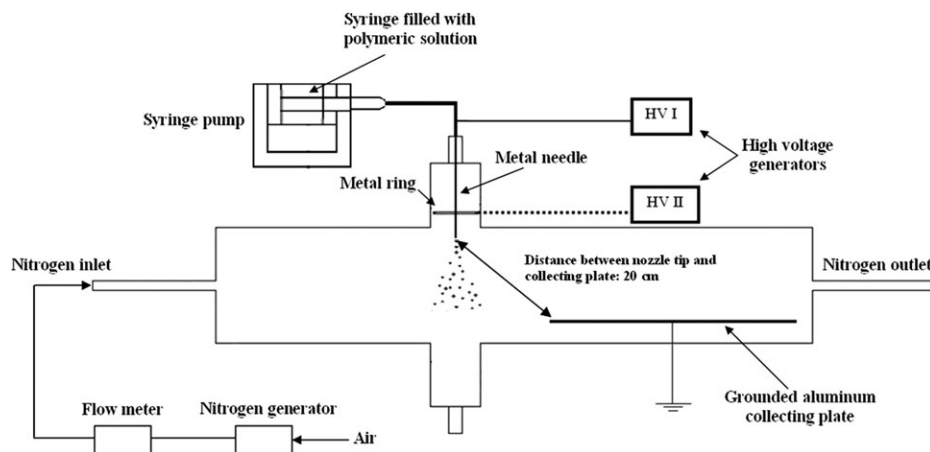 Syringe filled with
polymeric solution
Syringe pump
HV I
High voltage
generators
Metal needle
Metal ring
HV II
Nitrogen inlet
Distance between nozzle tip and
collecting plate: 20 cm
Nitrogen outlet
Flow meter
Nitrogen generator
Air
Grounded aluminum
collecting plate